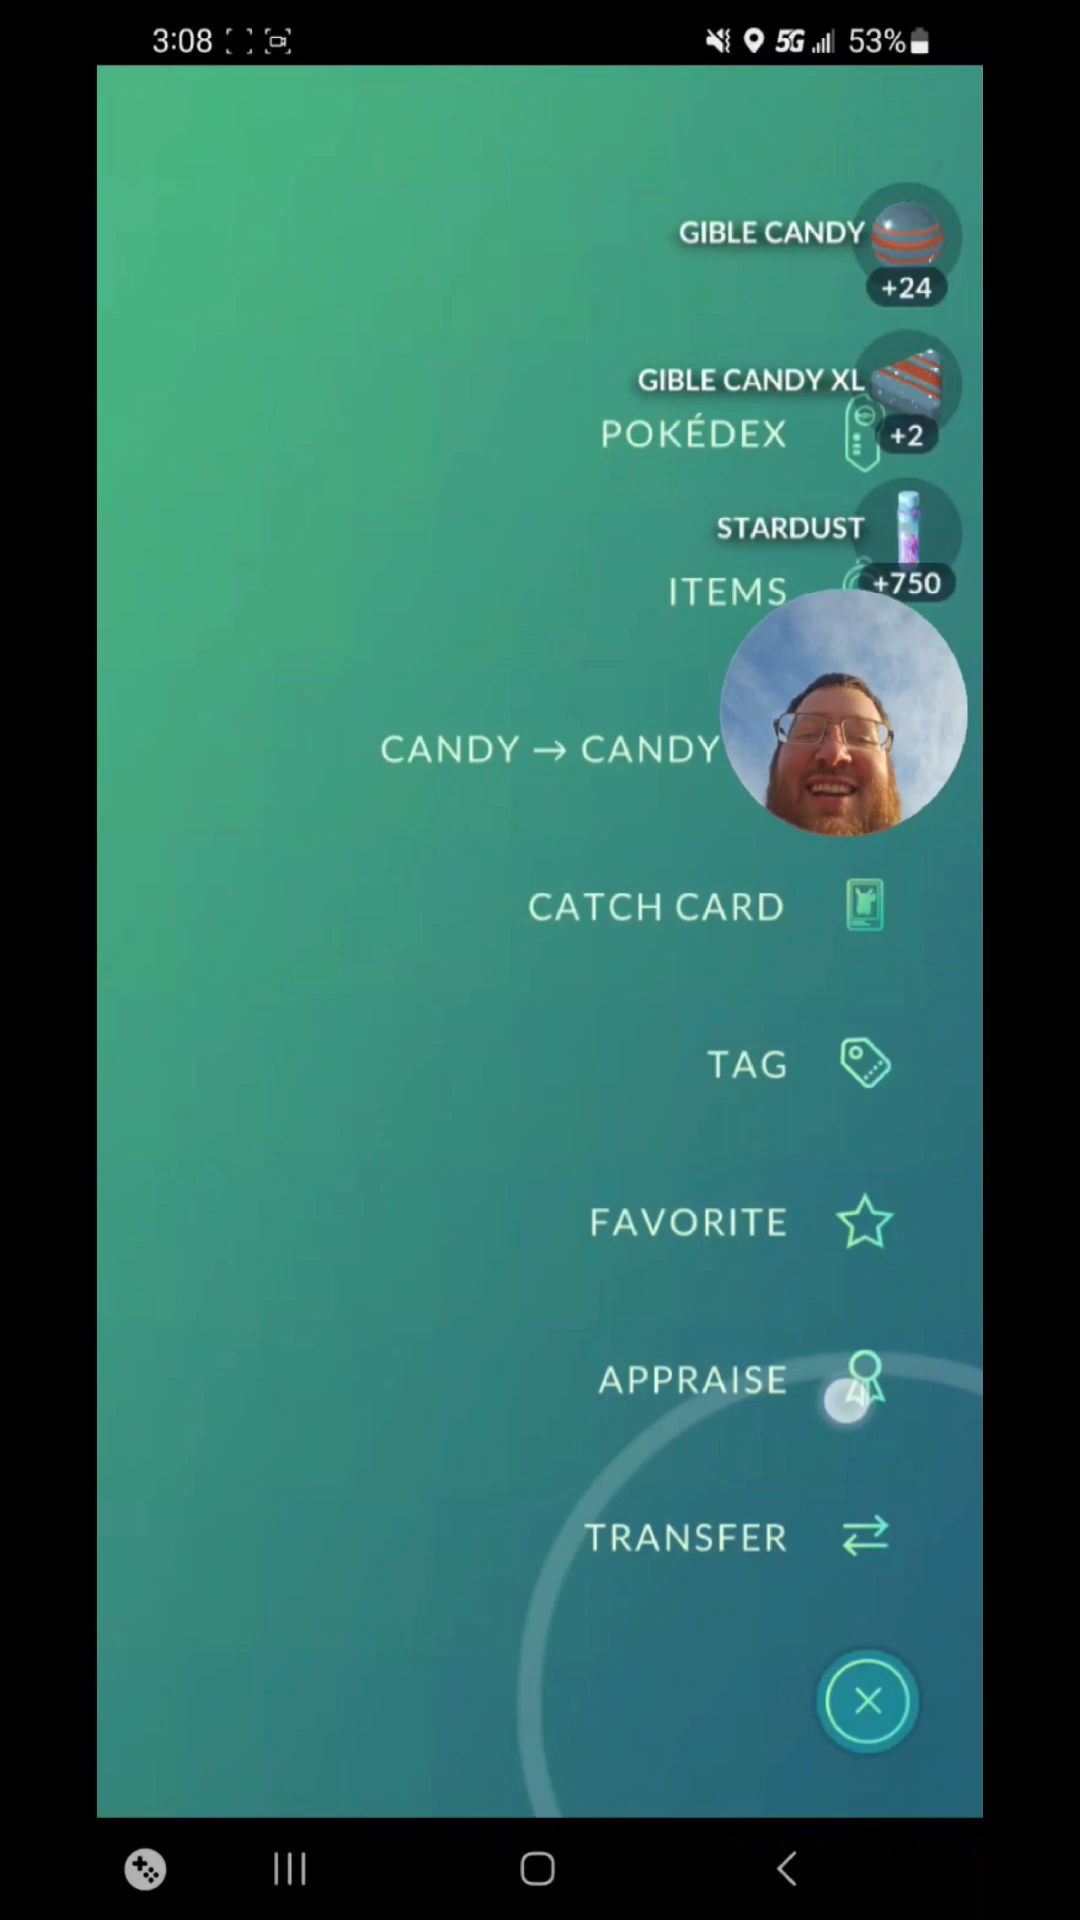 3:08 5G 53%
GIBLE CANDY
+24
GIBLE CANDY XL
+2
POKÉDEX
STARDUST
+750
ITEMS
CANDY → CANDY
CATCH CARD
TAG
FAVORITE
APPRAISE
TRANSFER